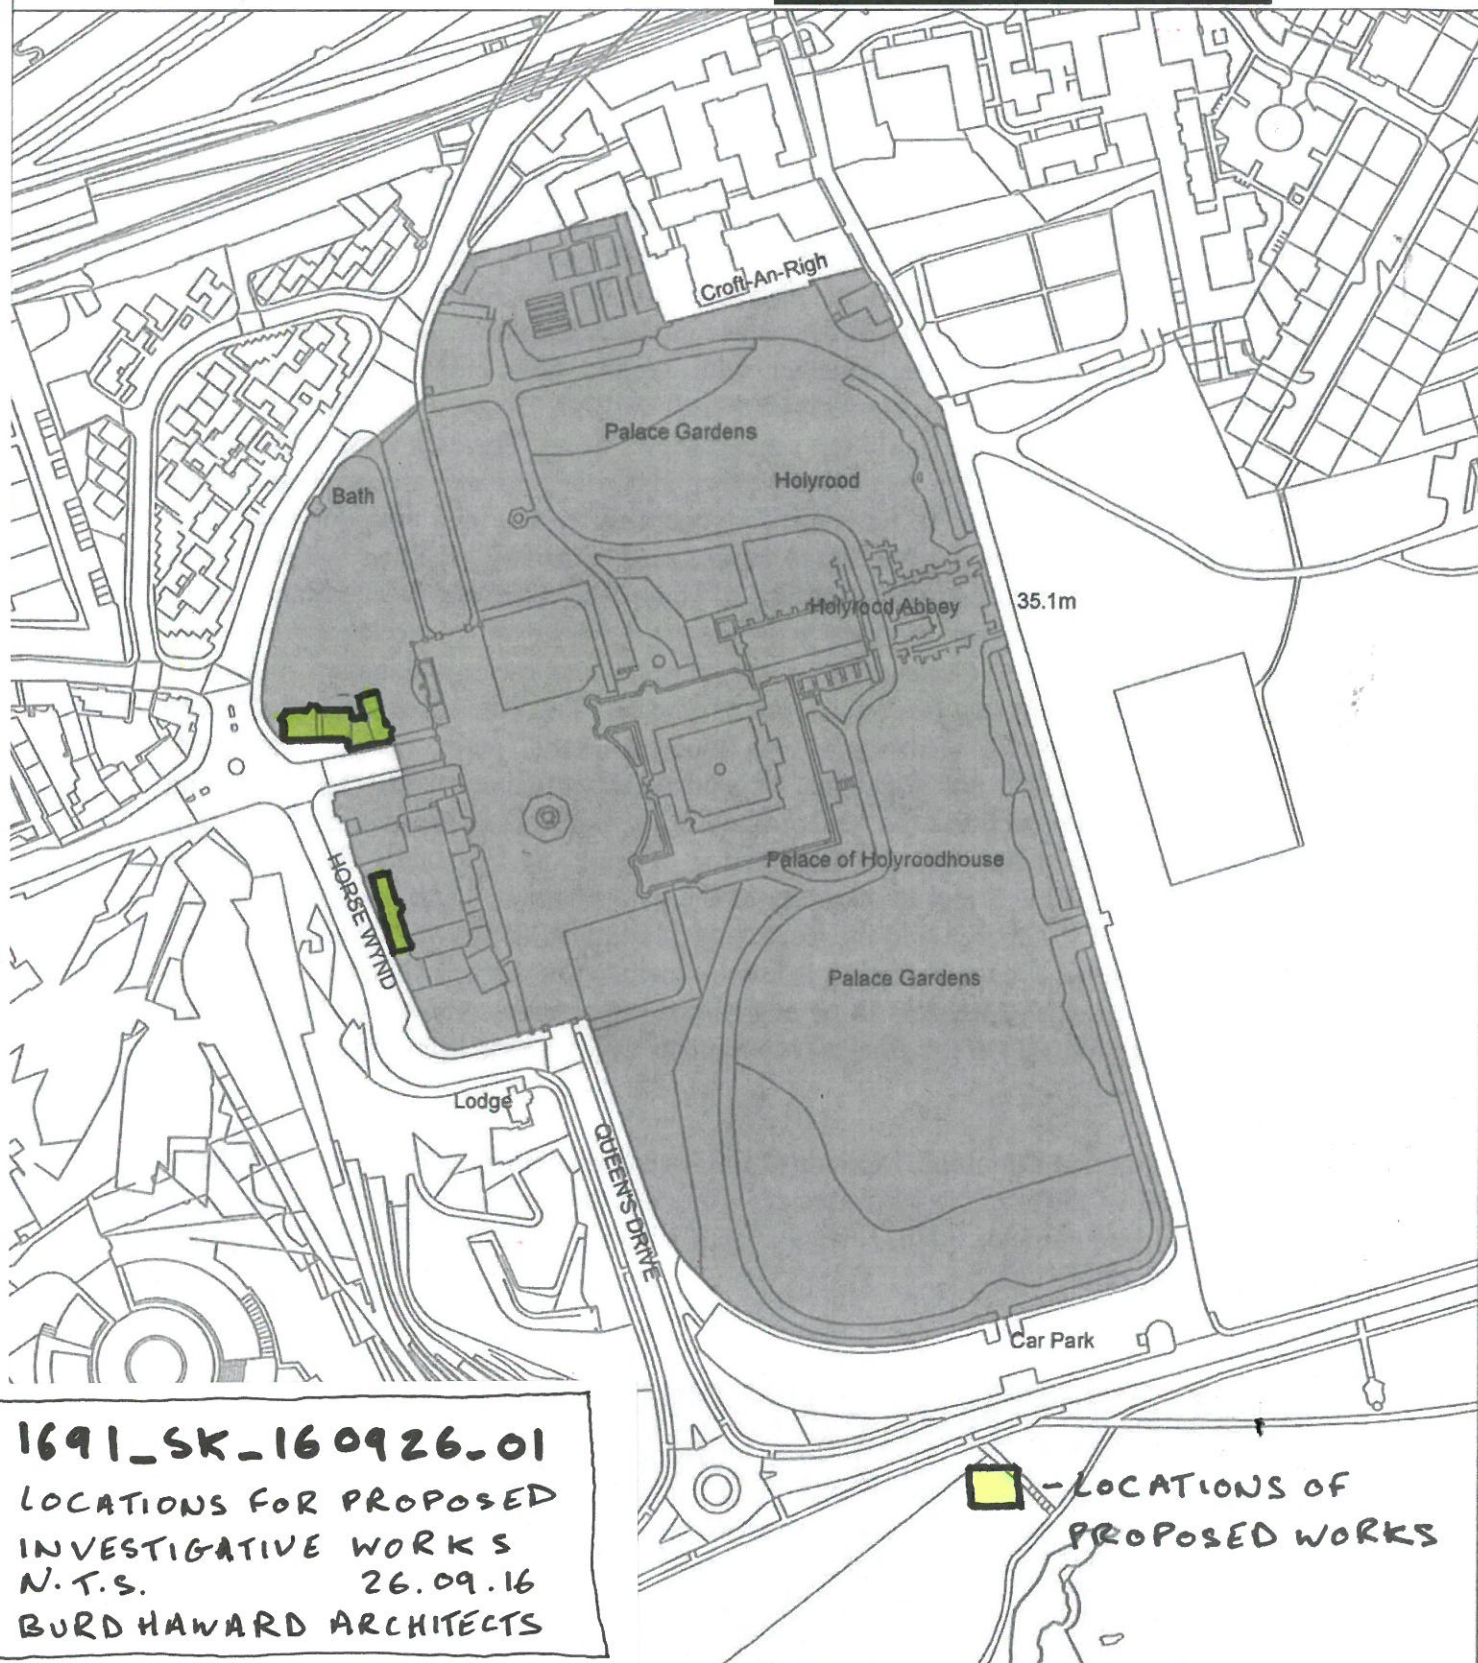 Croft-An-Righ
Palace Gardens
Holyrood
Bath
Holyrood Abbey
35.1m
Palace of Holyroodhouse
HORSE WYND
Palace Gardens
Lodge
QUEEN'S DRIVE
Car Park
1691_SK_160926_01
LOCATIONS FOR PROPOSED
INVESTIGATIVE WORKS
N.T.S. 26.09.16
BURD HAWARD ARCHITECTS
- LOCATIONS OF
PROPOSED WORKS